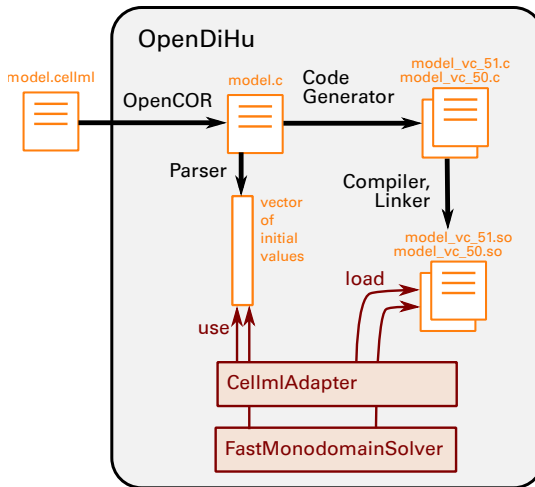 OpenDiHu
model.cellml
OpenCOR
model.c
Code
Generator
model_vc_51.c
model_vc_50.c
Parser
vector
of
initial
values
Compiler,
Linker
model_vc_51.so
model_vc_50.so
use
load
CellmlAdapter
FastMonodomainSolver